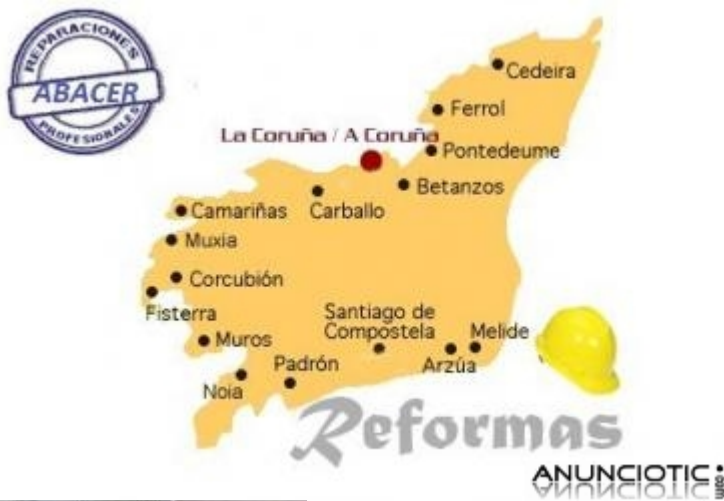 REPARACIONES
ABACER
PROFESIONALES
Cedeira
Ferrol
La Coruña / A Coruña
Pontedeume
Betanzos
Camariñas
Carballo
Muxia
Corcubión
Fisterra
Santiago de
Compostela
Melide
Muros
Arzúa
Padrón
Noia
Reformas
ANUNCIOTIC.com